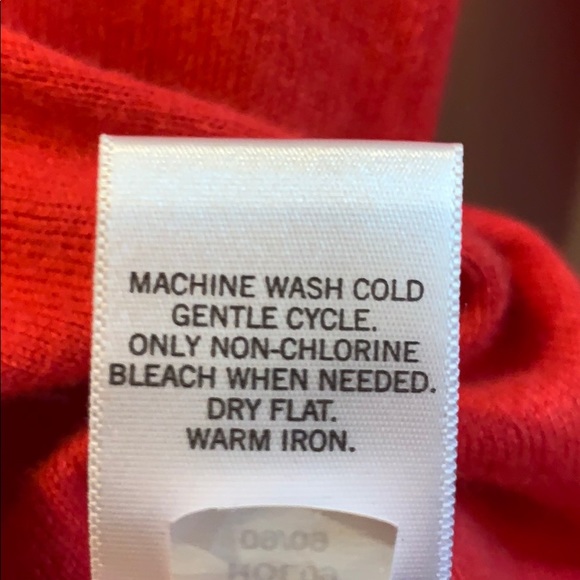 MACHINE WASH COLD
GENTLE CYCLE.
ONLY NON-CHLORINE
BLEACH WHEN NEEDED.
DRY FLAT.
WARM IRON.